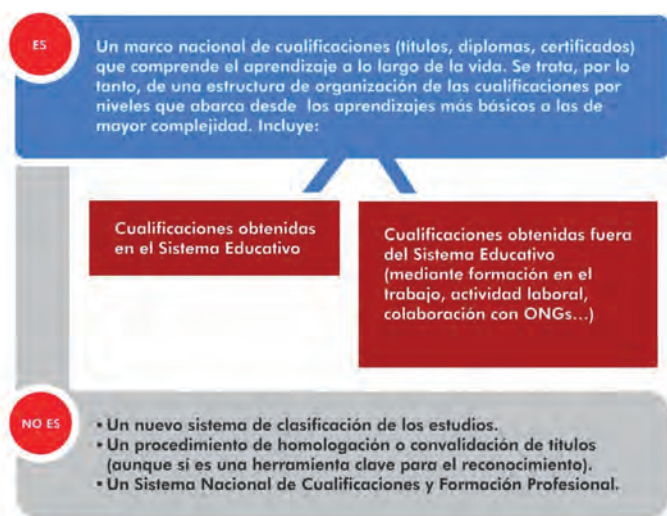 ES
Un marco nacional de cualificaciones (títulos, diplomas, certificados)
que comprende el aprendizaje a lo largo de la vida. Se trata, por lo
tanto, de una estructura de organización de las cualificaciones por
niveles que abarca desde los aprendizajes más básicos a las de
mayor complejidad. Incluye:
Cualificaciones obtenidas
en el Sistema Educativo
Cualificaciones obtenidas fuera
del Sistema Educativo
(mediante formación en el
trabajo, actividad laboral,
colaboración con ONGs...)
NO ES
• Un nuevo sistema de clasificación de los estudios.
• Un procedimiento de homologación o convalidación de títulos
(aunque sí es una herramienta clave para el reconocimiento).
• Un Sistema Nacional de Cualificaciones y Formación Profesional.